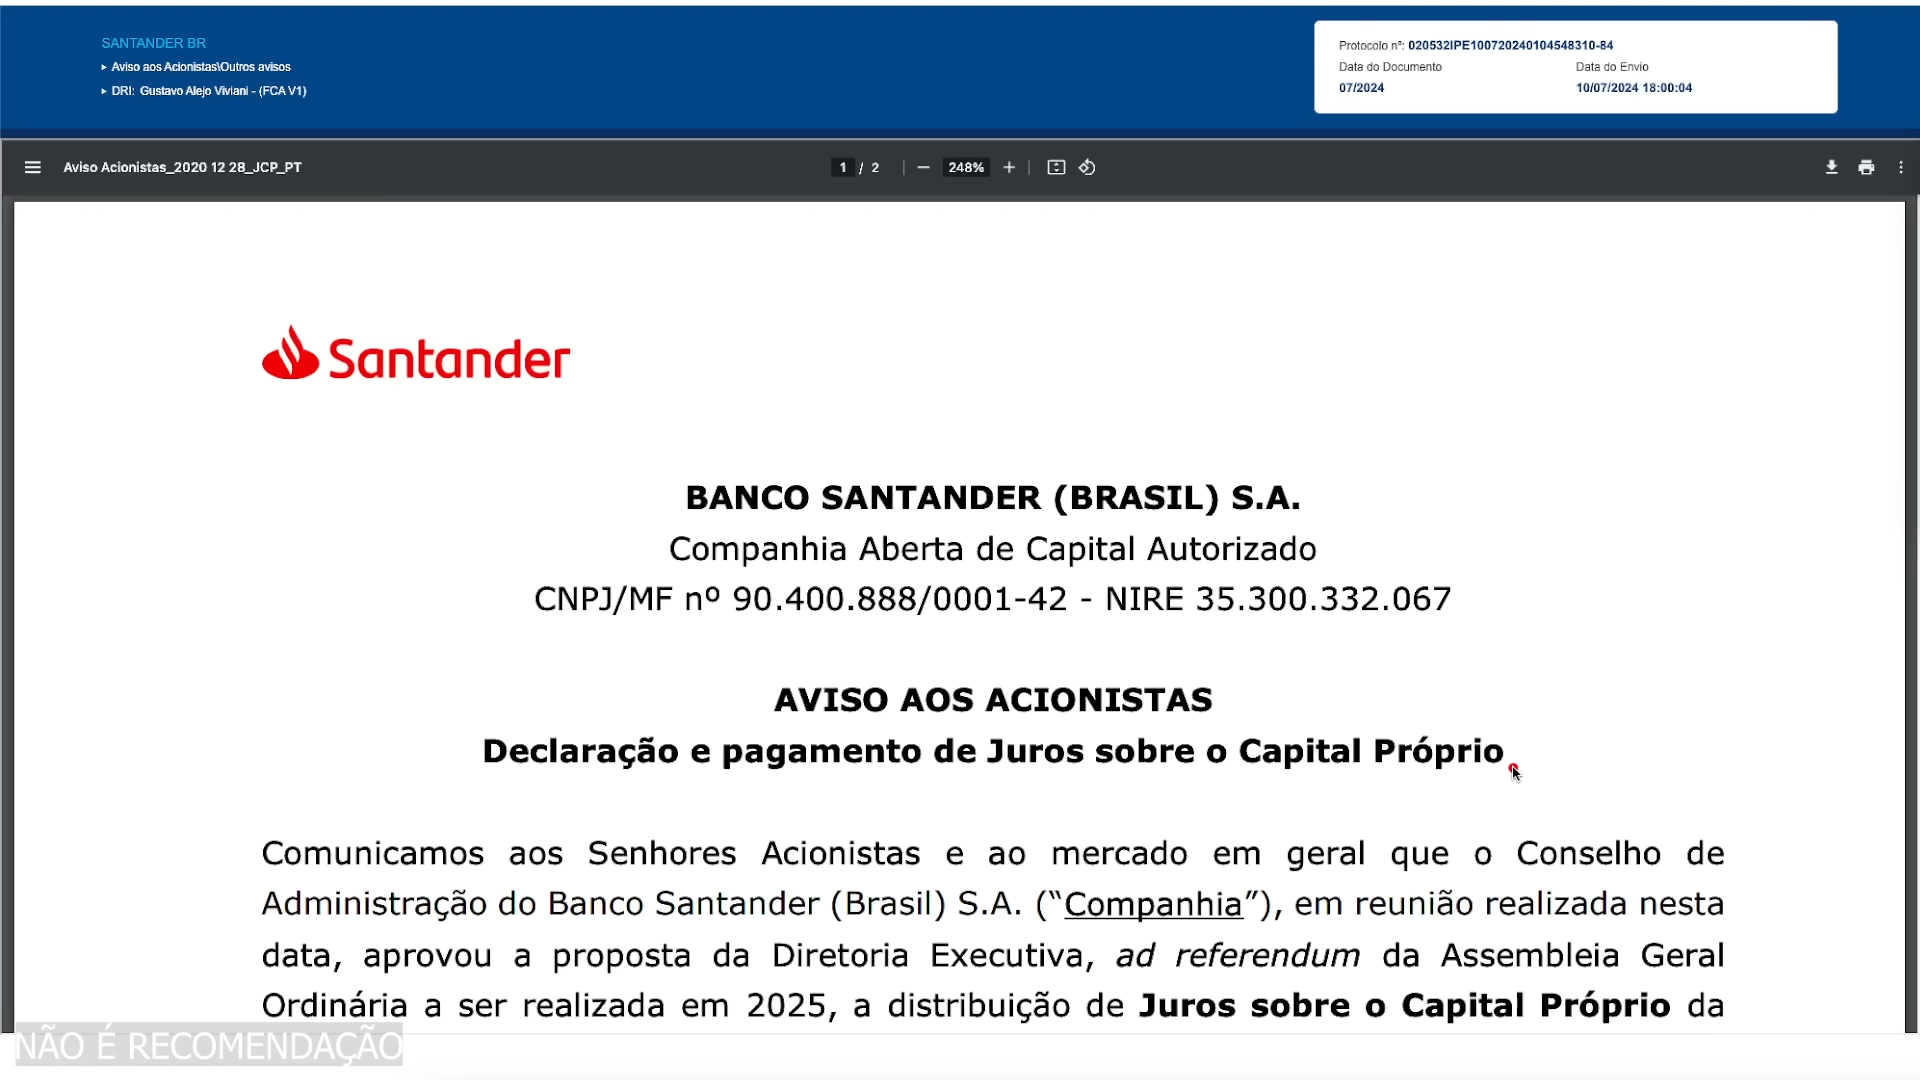 SANTANDER BR
Aviso aos Acionistas\Outros avisos
DRI: Gustavo Alejo Viviani - (FCA V1)
Protocolo nº: 020532IPE100720240104548310-84
Data do Documento
Data do Envio
07/2024
10/07/2024 18:00:04
Aviso Acionistas_2020 12 28_JCP_PT
1 / 2
248%
Santander
BANCO SANTANDER (BRASIL) S.A.
Companhia Aberta de Capital Autorizado
CNPJ/MF nº 90.400.888/0001-42 - NIRE 35.300.332.067
AVISO AOS ACIONISTAS
Declaração e pagamento de Juros sobre o Capital Próprio
Comunicamos aos Senhores Acionistas e ao mercado em geral que o Conselho de
Administração do Banco Santander (Brasil) S.A. (“Companhia”), em reunião realizada nesta
data, aprovou a proposta da Diretoria Executiva, ad referendum da Assembleia Geral
Ordinária a ser realizada em 2025, a distribuição de Juros sobre o Capital Próprio da
NÃO É RECOMENDAÇÃO